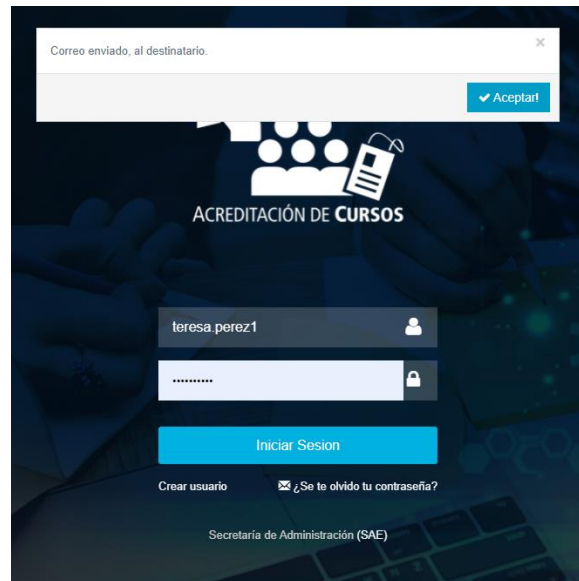 Correo enviado, al destinatario.
×
Aceptar!
ACREDITACIÓN DE CURSOS
teresa.perez1
••••••••••
Iniciar Sesion
Crear usuario ¿Se te olvido tu contraseña?
Secretaría de Administración (SAE)